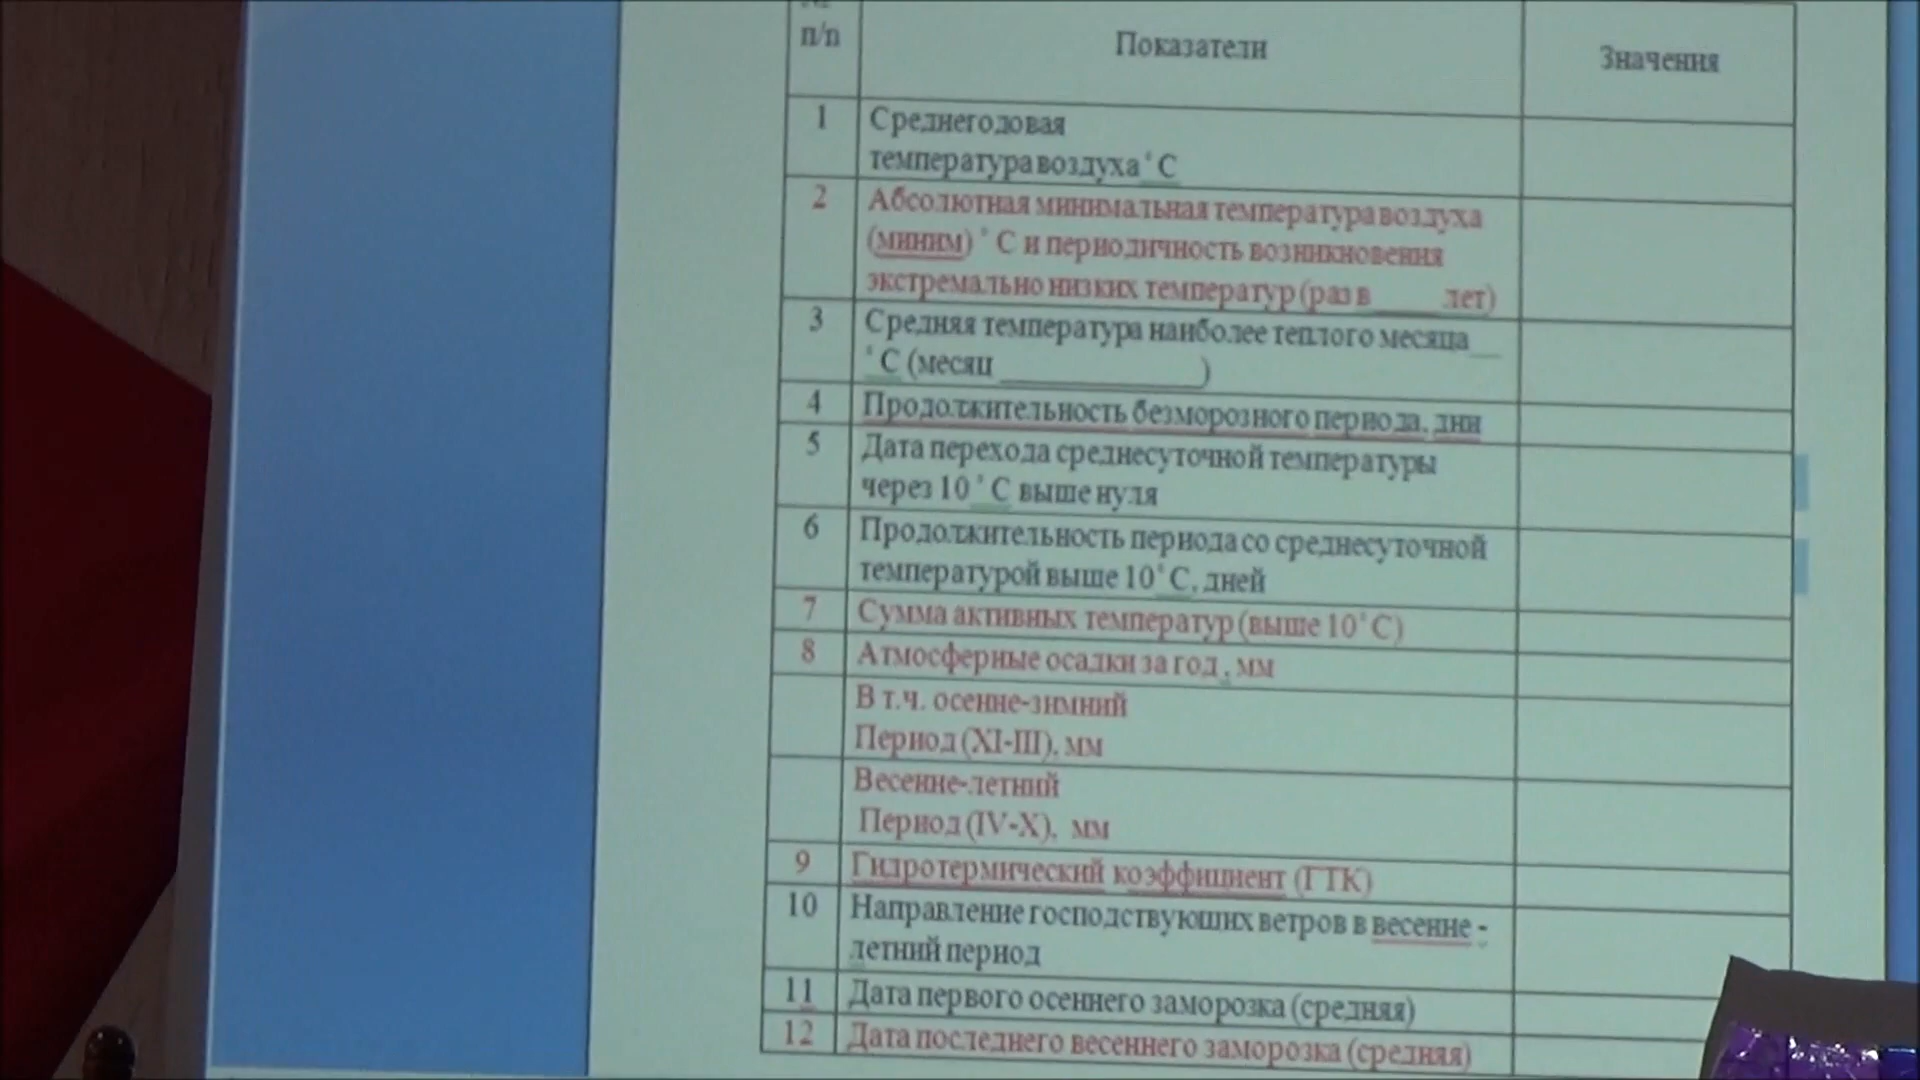 №
п/п
Показатели
Значения
1
Среднегодовая
температура воздуха ° С
2
Абсолютная минимальная температура воздуха
(миним) ° С и периодичность возникновения
экстремально низких температур (раз в _____ лет)
3
Средняя температура наиболее теплого месяца
° С (месяц ______________)
4
Продолжительность безморозного периода, дни
5
Дата перехода среднесуточной температуры
через 10 ° С выше нуля
6
Продолжительность периода со среднесуточной
температурой выше 10° С, дней
7
Сумма активных температур (выше 10° С)
8
Атмосферные осадки за год , мм
В т.ч. осенне-зимний
Период (XI-III), мм
Весенне-летний
Период (IV-X), мм
9
Гидротермический коэффициент (ГТК)
10
Направление господствующих ветров в весенне -
летний период
11
Дата первого осеннего заморозка (средняя)
12
Дата последнего весеннего заморозка (средняя)